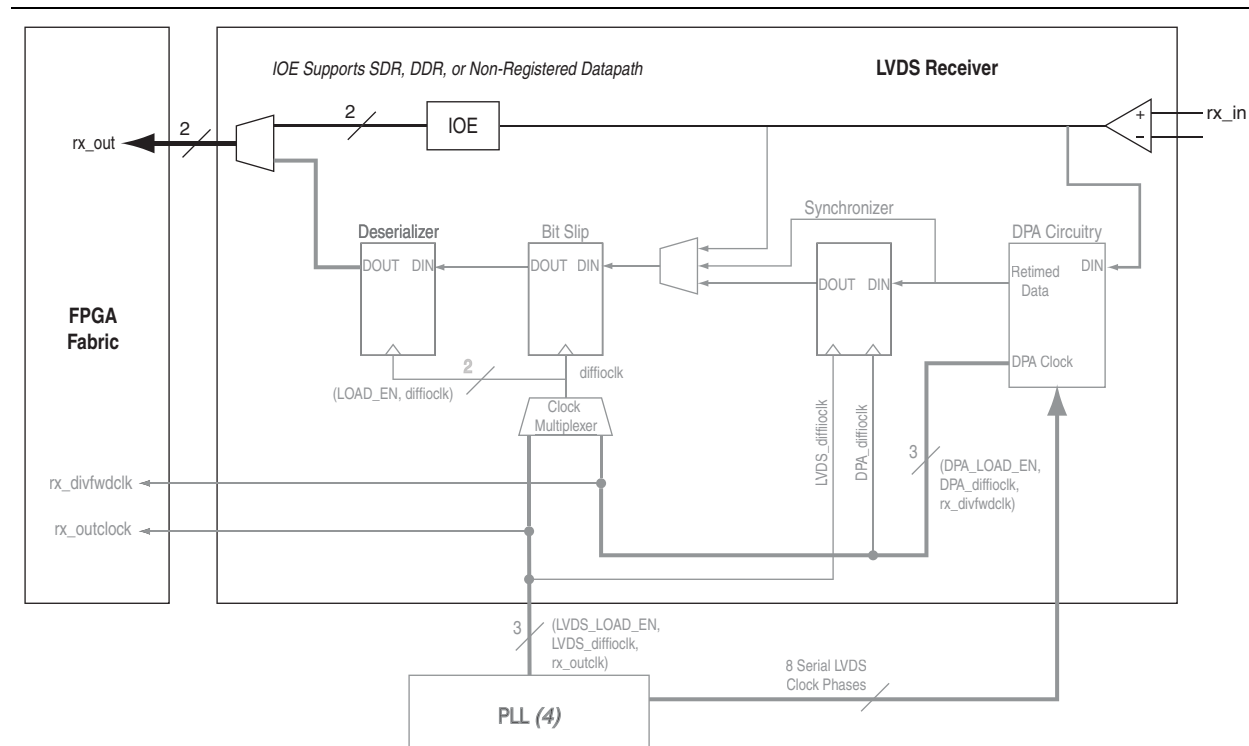 IOE Supports SDR, DDR, or Non-Registered Datapath
LVDS Receiver
2
2
IOE
+
–
rx_in
rx_out
Synchronizer
Deserializer
Bit Slip
DPA Circuitry
DOUT DIN
DOUT DIN
DOUT DIN
Retimed
Data
DIN
FPGA
Fabric
DPA Clock
2
(LOAD_EN, diffioclk)
diffioclk
Clock
Multiplexer
LVDS_diffiioclk
DPA_diffioclk
3
(DPA_LOAD_EN,
DPA_diffioclk,
rx_divfwdclk)
rx_divfwdclk
rx_outclock
3
(LVDS_LOAD_EN,
LVDS_diffioclk,
rx_outclk)
8 Serial LVDS
Clock Phases
PLL (4)